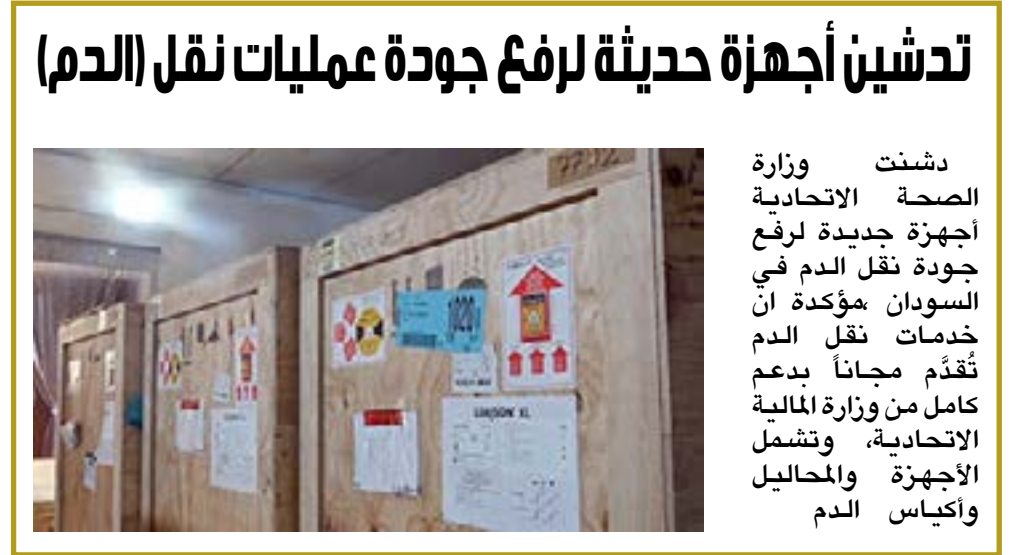 تدشين أجهزة حديثة لرفع جودة عمليات نقل (الدم)
دشنت وزارة
الصحة الاتحادية
أجهزة جديدة لرفع
جودة نقل الدم في
السودان ،مؤكدة ان
خدمات نقل الدم
تُقدَّم مجاناً بدعم
كامل من وزارة المالية
الاتحادية، وتشمل
الأجهزة والمحاليل
وأكياس الدم
LIAISON XL